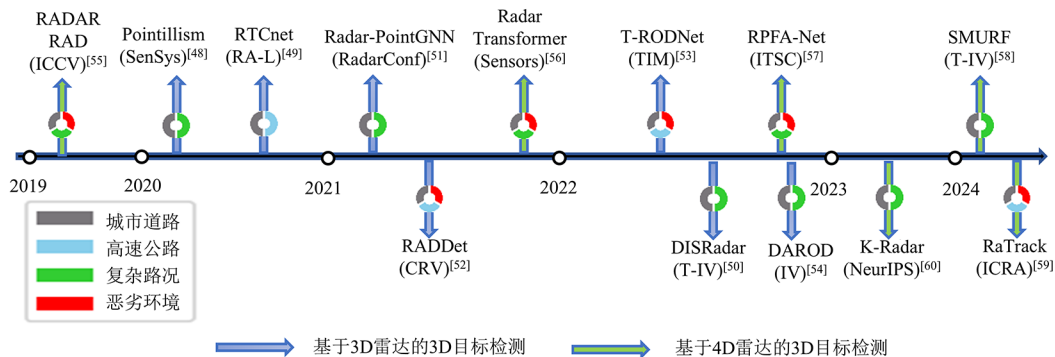 RADAR
RAD
(ICCV)[55]
Pointillism
(SenSys)[48]
RTCnet
(RA-L)[49]
Radar-PointGNN
(RadarConf)[51]
Radar
Transformer
(Sensors)[56]
T-RODNet
(TIM)[53]
RPFA-Net
(ITSC)[57]
SMURF
(T-IV)[58]
2019
2020
2021
2022
2023
2024
RADDet
(CRV)[52]
DISRadar
(T-IV)[50]
DAROD
(IV)[54]
K-Radar
(NeurIPS)[60]
RaTrack
(ICRA)[59]
城市道路
高速公路
复杂路况
恶劣环境
基于3D雷达的3D目标检测
基于4D雷达的3D目标检测